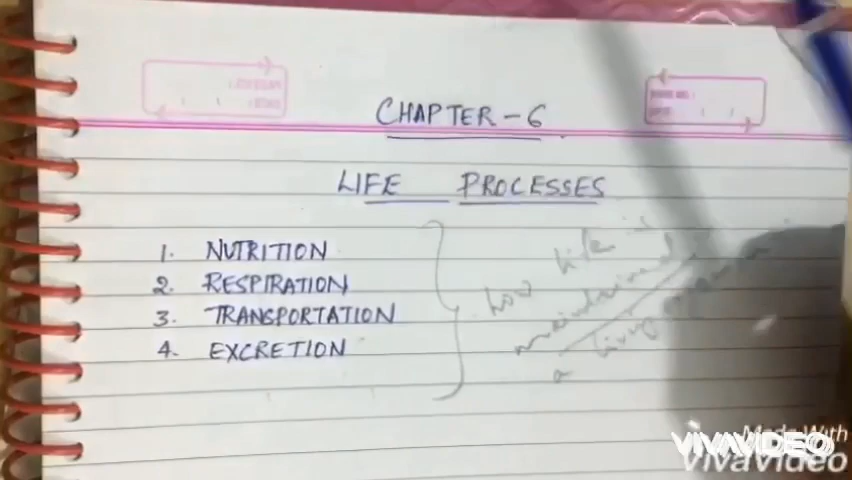 CHAPTER-6
LIFE PROCESSES
1. NUTRITION
2. RESPIRATION
3. TRANSPORTATION
4. EXCRETION
how life is
maintained
a living
Made With
VivaVideo
VIVAVIDEO